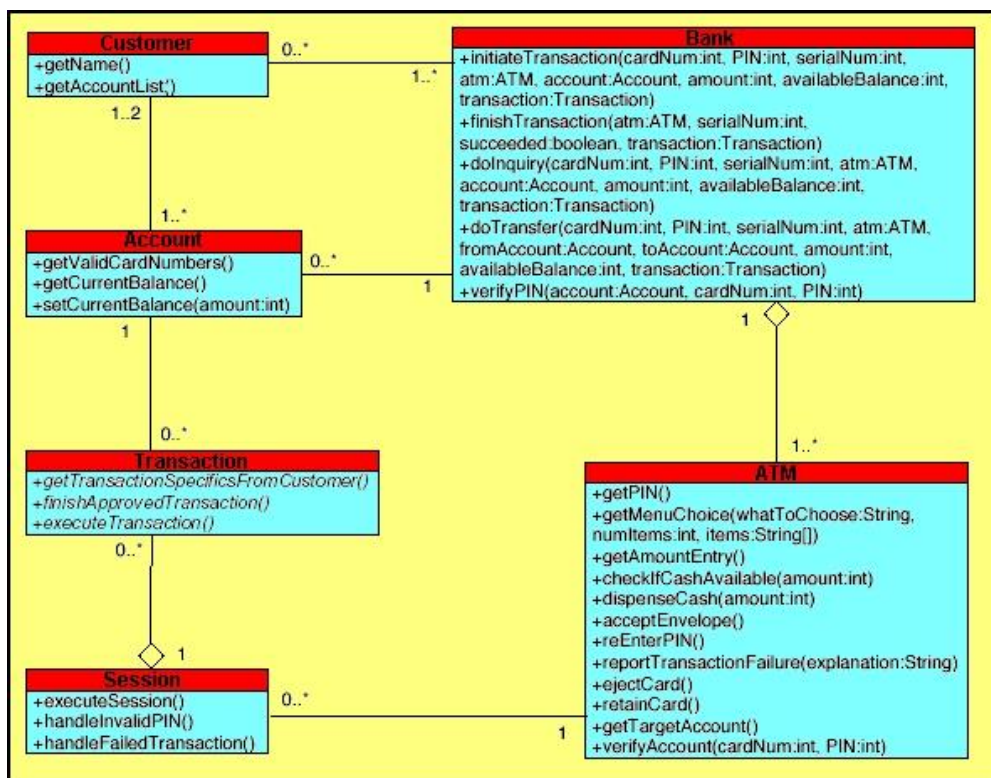 Customer
+getName()
+getAccountList()
0..*
1..*
1..2
1..*
Bank
+initiateTransaction(cardNum:int, PIN:int, serialNum:int,
atm:ATM, account:Account, amount:int, availableBalance:int,
transaction:Transaction)
+finishTransaction(atm:ATM, serialNum:int,
succeeded:boolean, transaction:Transaction)
+doInquiry(cardNum:int, PIN:int, serialNum:int, atm:ATM,
account:Account, amount:int, availableBalance:int,
transaction:Transaction)
+doTransfer(cardNum:int, PIN:int, serialNum:int, atm:ATM,
fromAccount:Account, toAccount:Account, amount:int,
availableBalance:int, transaction:Transaction)
+verifyPIN(account:Account, cardNum:int, PIN:int)
Account
+getValidCardNumbers()
+getCurrentBalance()
+setCurrentBalance(amount:int)
0..*
1
1
1
0..*
1..*
Transaction
+getTransactionSpecificsFromCustomer()
+finishApprovedTransaction()
+executeTransaction()
0..*
1
ATM
+getPIN()
+getMenuChoice(whatToChoose:String,
numItems:int, items:String[])
+getAmountEntry()
+checkIfCashAvailable(amount:int)
+dispenseCash(amount:int)
+acceptEnvelope()
+reEnterPIN()
+reportTransactionFailure(explanation:String)
+ejectCard()
+retainCard()
+getTargetAccount()
+verifyAccount(cardNum:int, PIN:int)
Session
+executeSession()
+handleInvalidPIN()
+handleFailedTransaction()
0..*
1